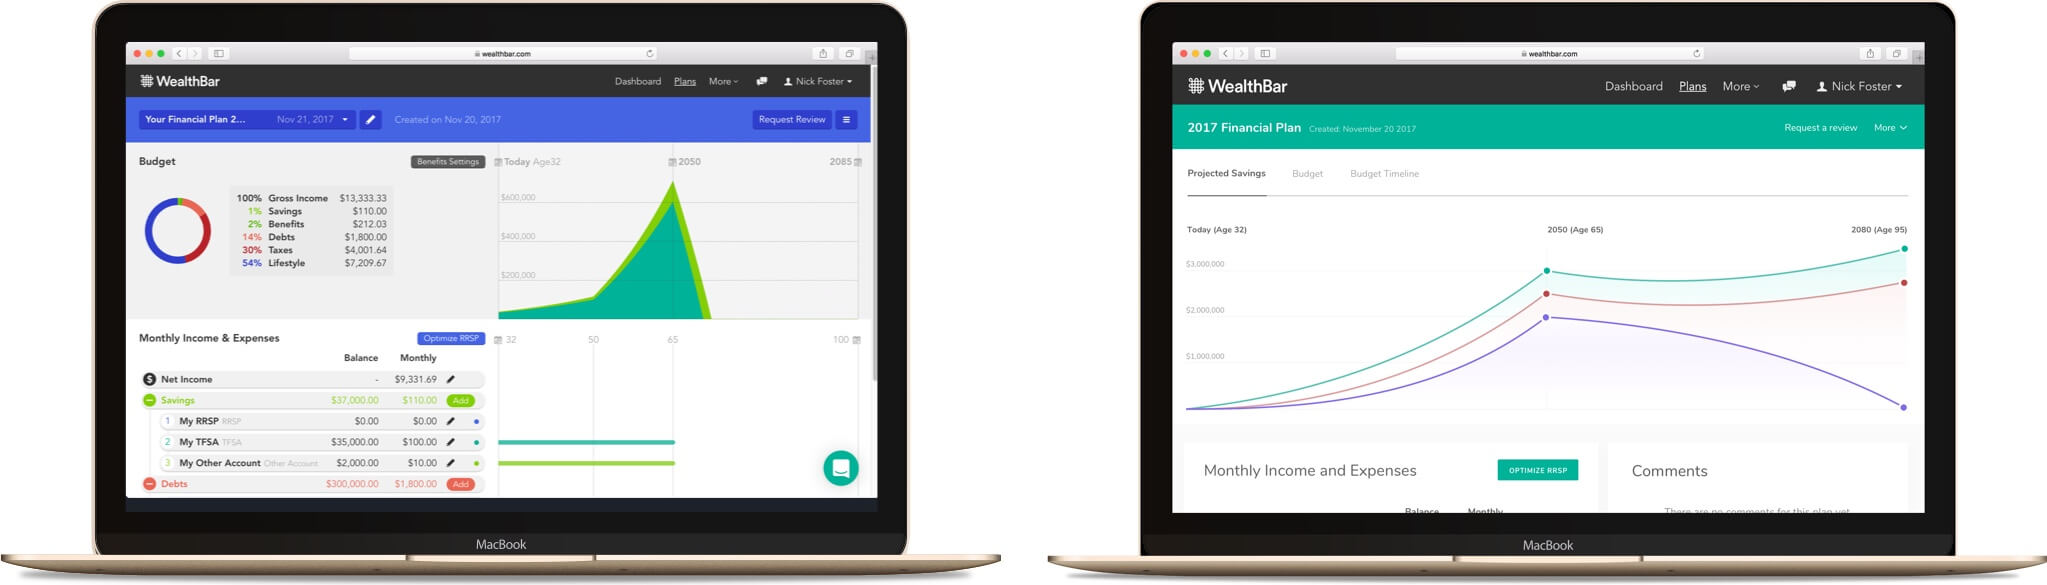 wealthbar.com
WealthBar
Dashboard Plans More Nick Foster
Your Financial Plan 2... Nov 21, 2017 Created on Nov 20, 2017 Request Review
Budget Benefits Settings
100% Gross Income $13,333.33
1% Savings $110.00
2% Benefits $212.03
14% Debts $1,800.00
30% Taxes $4,001.64
54% Lifestyle $7,209.67
Today Age32 2050 2085
$600,000
$400,000
$200,000
Monthly Income & Expenses Optimize RRSP
32 50 65 100
Balance Monthly
$ Net Income - $9,331.69
Savings $37,000.00 $110.00 Add
1 My RRSP RRSP $0.00 $0.00
2 My TFSA TFSA $35,000.00 $100.00
3 My Other Account Other Account $2,000.00 $10.00
Debts $300,000.00 $1,800.00 Add
MacBook
wealthbar.com
WealthBar
Dashboard Plans More Nick Foster
2017 Financial Plan Created: November 20 2017 Request a review More
Projected Savings Budget Budget Timeline
Today (Age 32) 2050 (Age 65) 2080 (Age 95)
$3,000,000
$2,000,000
$1,000,000
Monthly Income and Expenses OPTIMIZE RRSP
Balance Monthly
Comments
There are no comments for this plan yet
MacBook